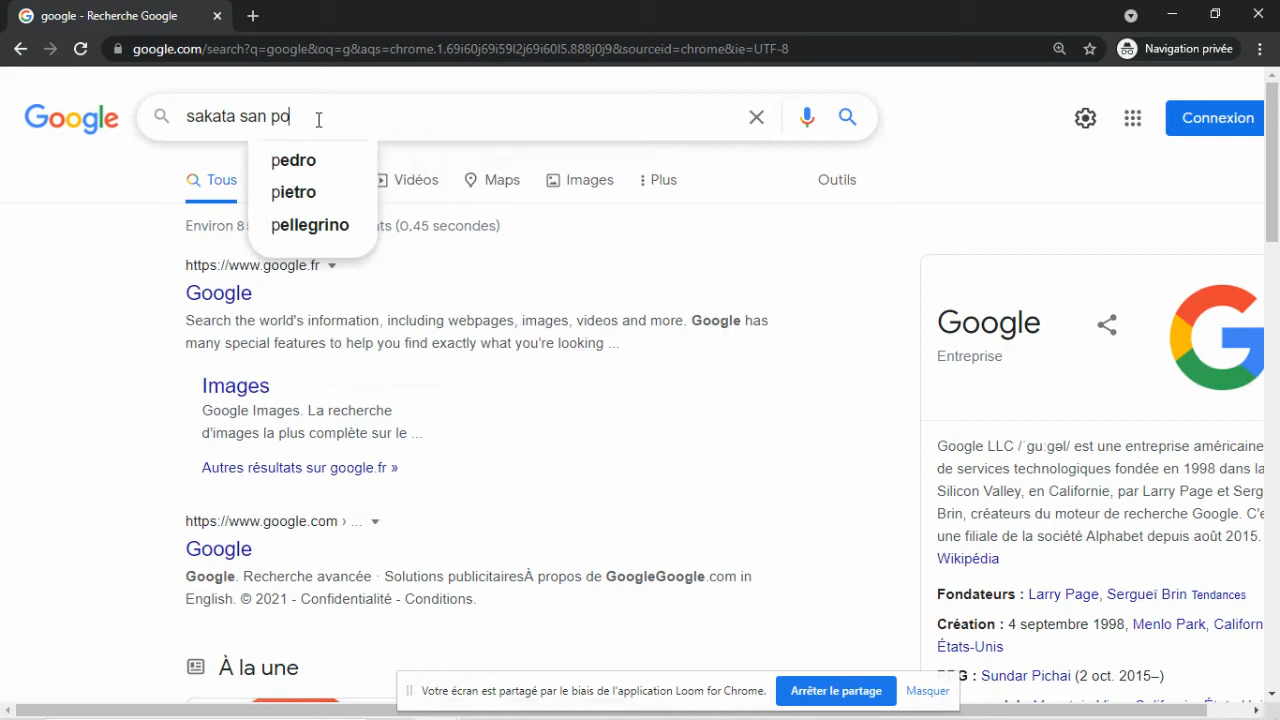 google - Recherche Google
google.com/search?q=google&oq=g&aqs=chrome.1.69i60j69i59l2j69i60l5.888j0j9&sourceid=chrome&ie=UTF-8
Navigation privée
Google
sakata san po
Connexion
pedro
pietro
pellegrino
Tous
Vidéos
Maps
Images
Plus
Outils
Environ 8
ts (0,45 secondes)
https://www.google.fr
Google
Search the world's information, including webpages, images, videos and more. Google has
many special features to help you find exactly what you're looking ...
Images
Google Images. La recherche
d'images la plus complète sur le ...
Autres résultats sur google.fr »
https://www.google.com › ...
Google
Google. Recherche avancée · Solutions publicitairesÀ propos de GoogleGoogle.com in
English. © 2021 - Confidentialité - Conditions.
À la une
Google
Entreprise
Google LLC /ˈguːgəl/ est une entreprise américaine
de services technologiques fondée en 1998 dans la
Silicon Valley, en Californie, par Larry Page et Serg
Brin, créateurs du moteur de recherche Google. C'e
une filiale de la société Alphabet depuis août 2015.
Wikipédia
Fondateurs : Larry Page, Sergueï Brin Tendances
Création : 4 septembre 1998, Menlo Park, Californ
États-Unis
: Sundar Pichai (2 oct. 2015–)
Votre écran est partagé par le biais de l'application Loom for Chrome.
Arrêter le partage
Masquer